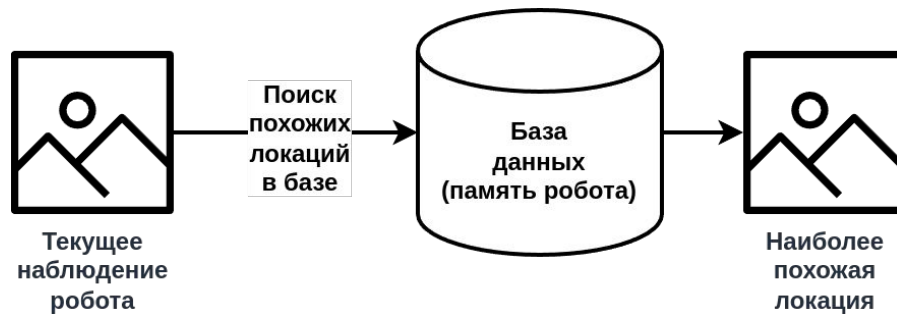 Поиск
похожих
локаций
в базе
База
данных
(память робота)
Текущее
наблюдение
робота
Наиболее
похожая
локация